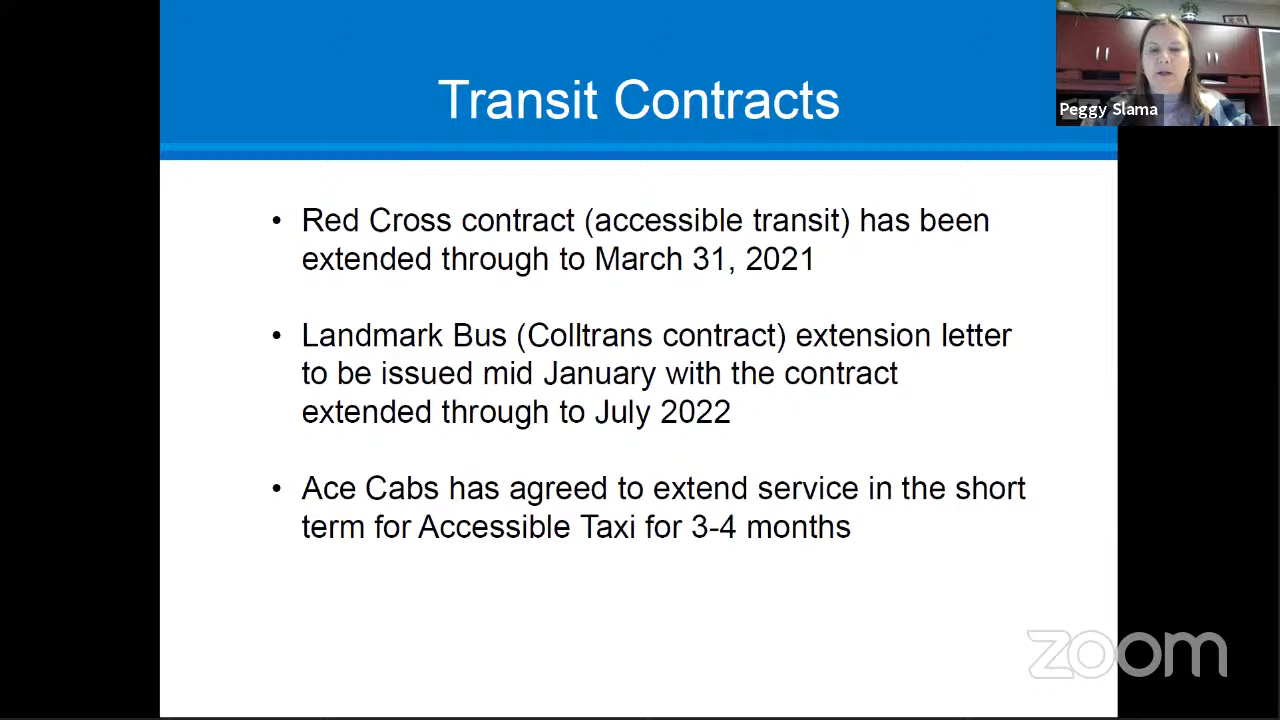 Transit Contracts
Peggy Slama
• Red Cross contract (accessible transit) has been
extended through to March 31, 2021
• Landmark Bus (Colltrans contract) extension letter
to be issued mid January with the contract
extended through to July 2022
• Ace Cabs has agreed to extend service in the short
term for Accessible Taxi for 3-4 months
zoom